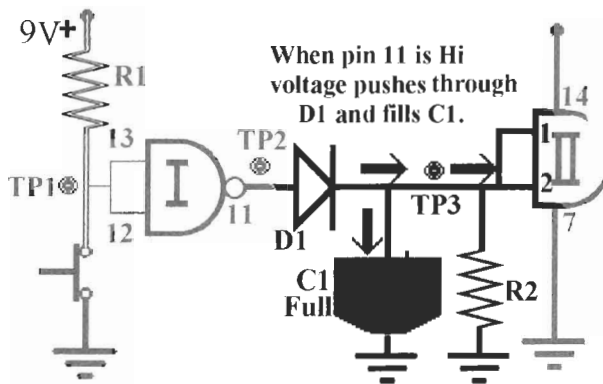 9V+
R1
When pin 11 is Hi
voltage pushes through
D1 and fills C1.
14
13
TP2
I
1
II
TP1
2
11
TP3
12
D1
7
C1
Full
R2